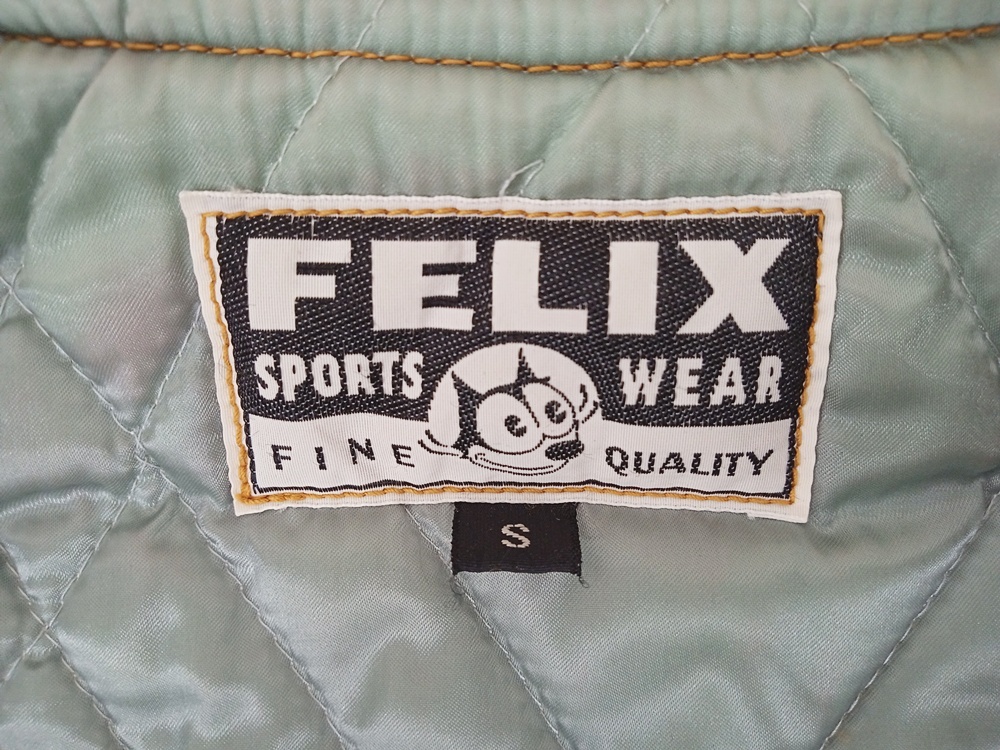 FELIX
SPORTS WEAR
FINE QUALITY
S